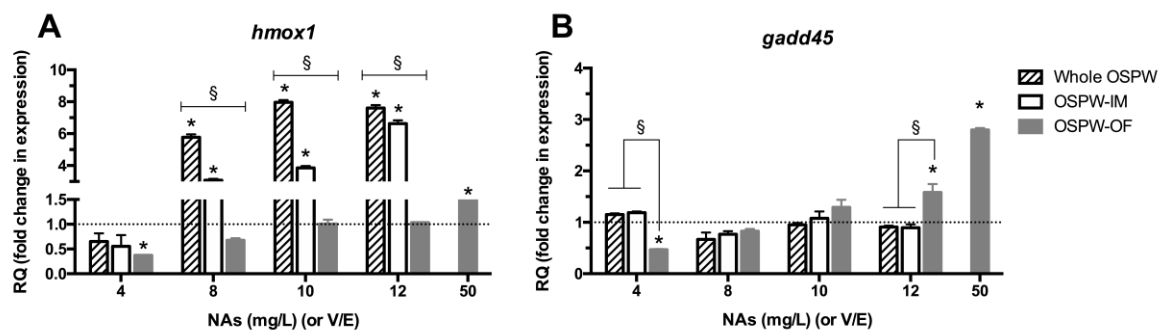 A
hmox1
RQ (fold change in expression)
10
8
6
4
1.5
1.0
0.5
0.0
* * * § * * * § * * § * *
4 8 10 12 50
NAs (mg/L) (or V/E)
B
gadd45
RQ (fold change in expression)
4
3
2
1
0
§ * § * *
4 8 10 12 50
NAs (mg/L) (or V/E)
Whole OSPW
OSPW-IM
OSPW-OF